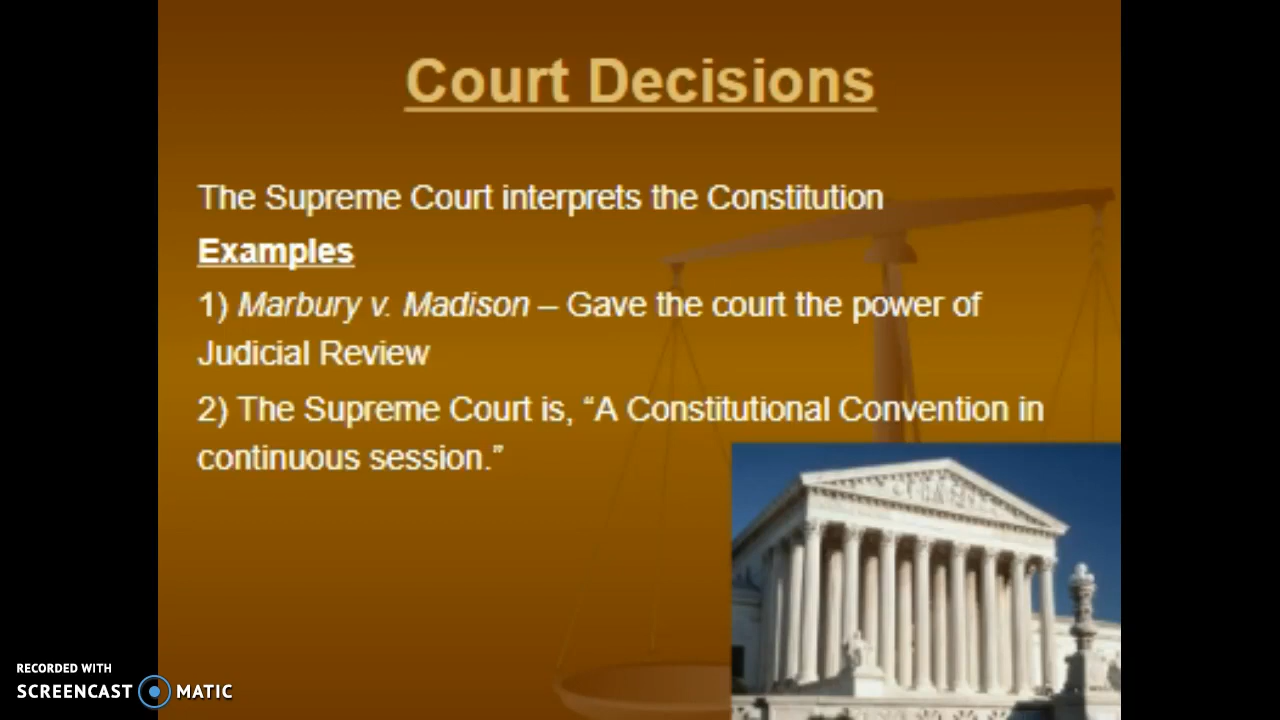 Court Decisions
The Supreme Court interprets the Constitution
Examples
1) Marbury v. Madison – Gave the court the power of
Judicial Review
2) The Supreme Court is, “A Constitutional Convention in
continuous session.”
RECORDED WITH
SCREENCAST MATIC